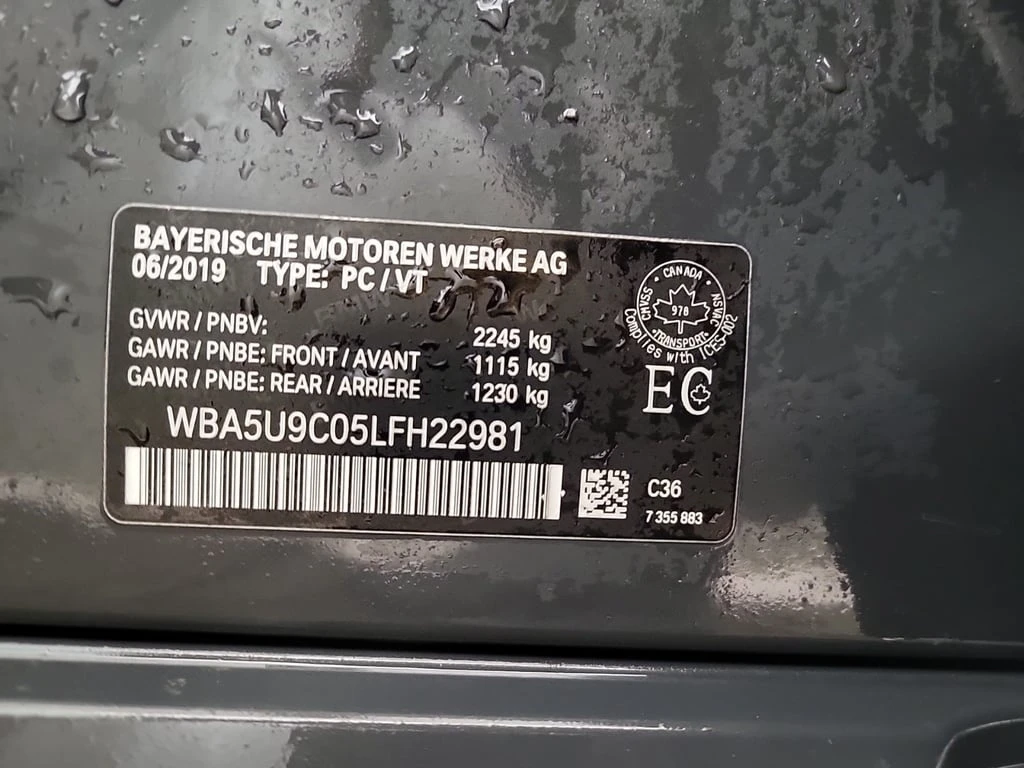 BAYERISCHE MOTOREN WERKE AG
06/2019 TYPE: PC / VT
GVWR / PNBV: 2245 kg
GAWR / PNBE: FRONT / AVANT 1115 kg
GAWR / PNBE: REAR / ARRIERE 1230 kg
WBA5U9C05LFH22981
CANADA
CMVSS
NSVAC
978
TRANSPORT
Complies with ICES-002
EC
C36
7 355 883